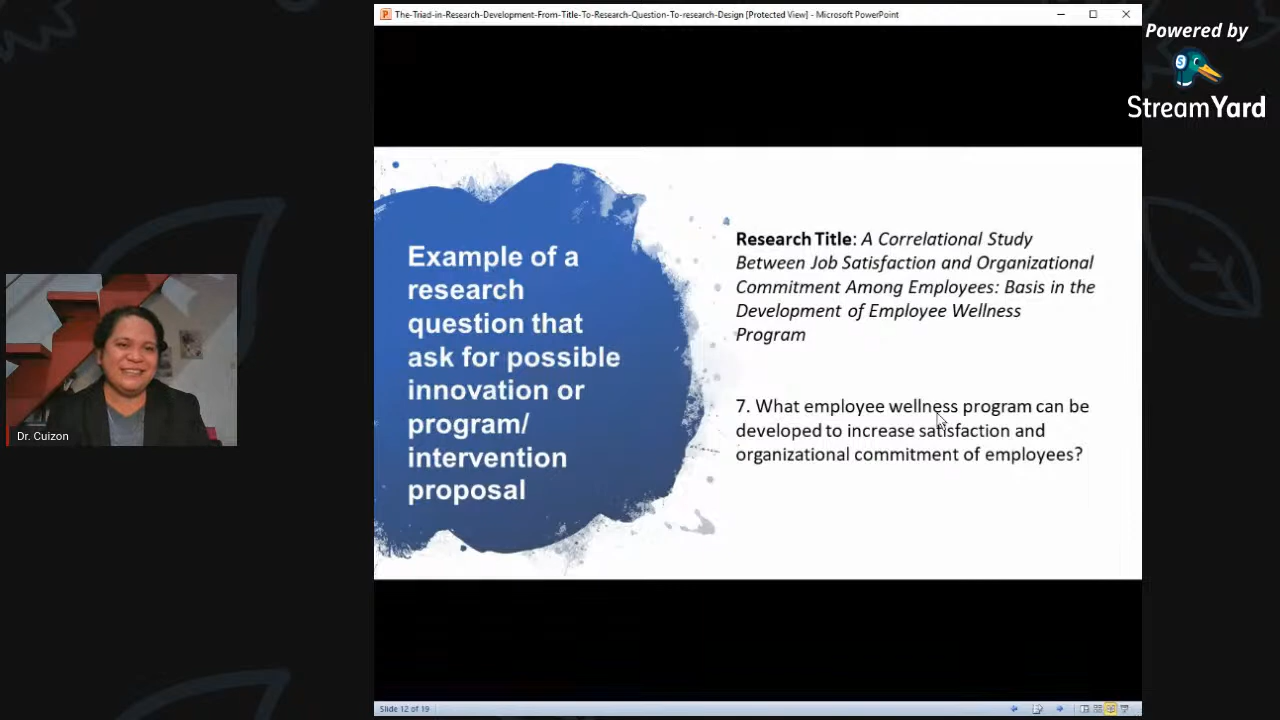 The-Triad-in-Research-Development-From-Title-To-Research-Question-To-research-Design [Protected View] - Microsoft PowerPoint
Powered by
StreamYard
Example of a
research
question that
ask for possible
innovation or
program/
intervention
proposal
Research Title: A Correlational Study
Between Job Satisfaction and Organizational
Commitment Among Employees: Basis in the
Development of Employee Wellness
Program
7. What employee wellness program can be
developed to increase satisfaction and
organizational commitment of employees?
Dr. Cuizon
Slide 12 of 19